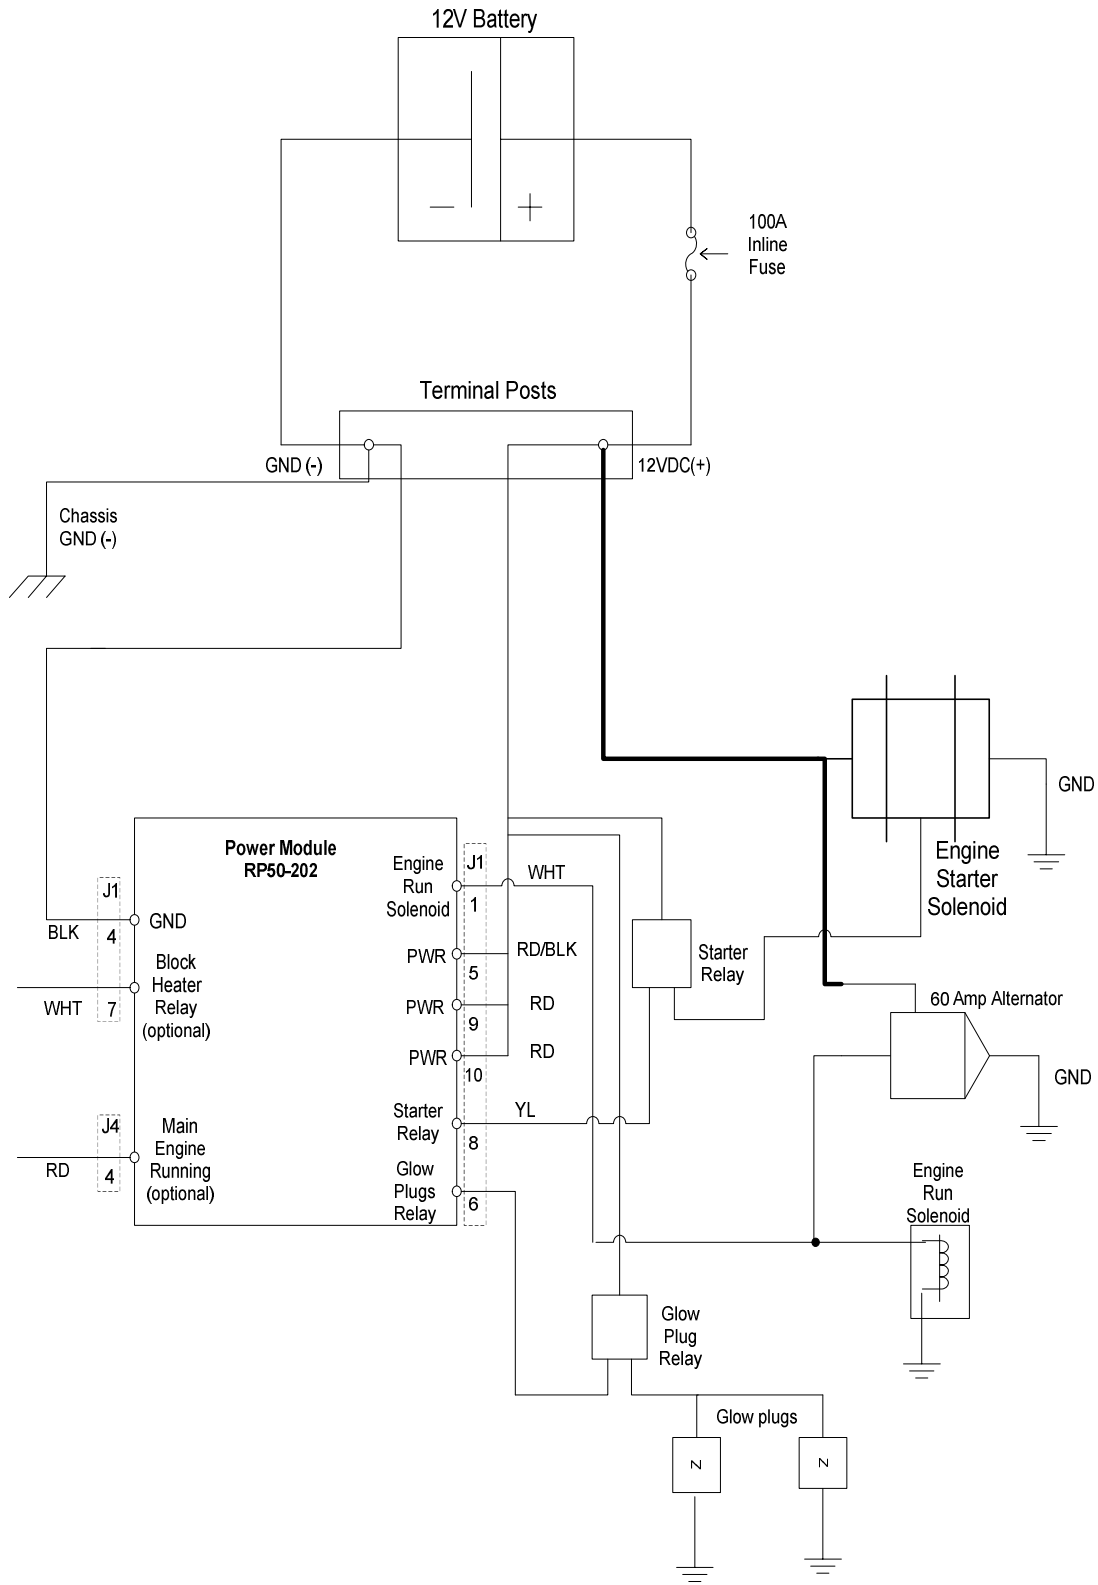 12V Battery
100A
Inline
Fuse
Terminal Posts
GND (-)
12VDC(+)
Chassis
GND (-)
GND
Engine
Starter
Solenoid
Power Module
RP50-202
J1
GND
BLK
4
Block
Heater
Relay
(optional)
WHT
7
J4
Main
Engine
Running
(optional)
RD
4
Engine
Run
Solenoid
J1
WHT
1
PWR
RD/BLK
5
PWR
RD
9
PWR
RD
10
Starter
Relay
YL
8
Glow
Plugs
Relay
6
Starter
Relay
60 Amp Alternator
GND
Engine
Run
Solenoid
Glow
Plug
Relay
Glow plugs
Z
Z